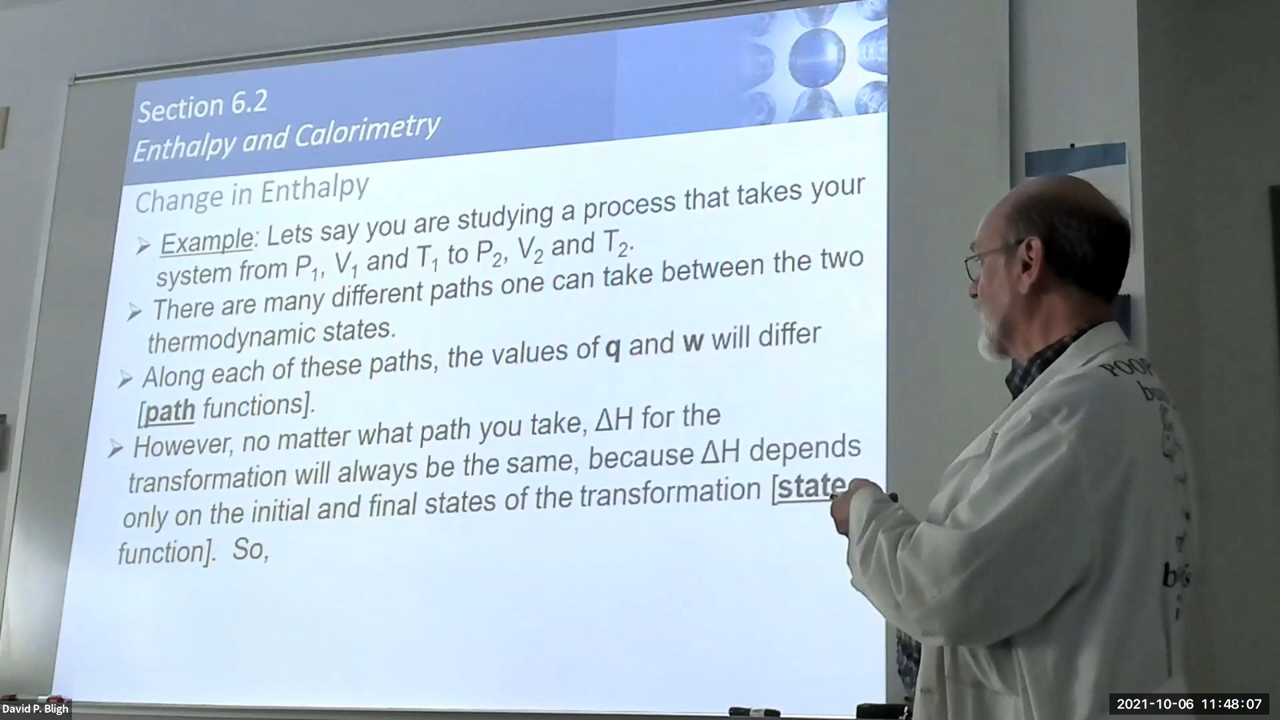 Section 6.2
Enthalpy and Calorimetry
Change in Enthalpy
➢ Example: Lets say you are studying a process that takes your
system from P₁, V₁ and T₁ to P₂, V₂ and T₂.
➢ There are many different paths one can take between the two
thermodynamic states.
➢ Along each of these paths, the values of q and w will differ
[path functions].
➢ However, no matter what path you take, ΔH for the
transformation will always be the same, because ΔH depends
only on the initial and final states of the transformation [state
function]. So,
David P. Bligh
2021-10-06 11:48:07